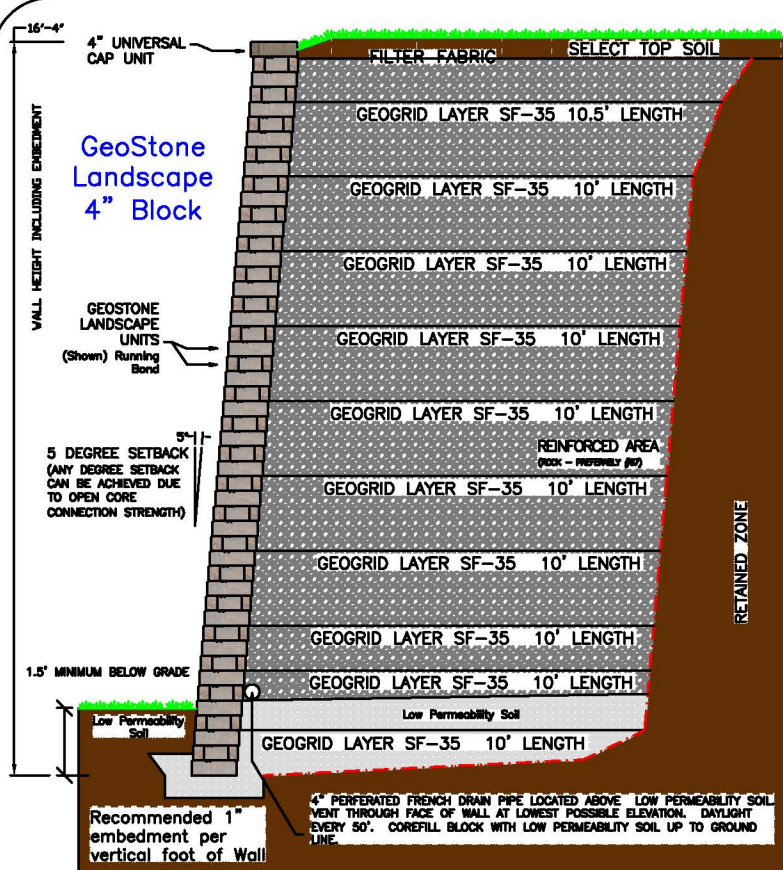 16'-4"
4" UNIVERSAL
CAP UNIT
FILTER FABRIC
SELECT TOP SOIL
GEOGRID LAYER SF-35 10.5' LENGTH
WALL HEIGHT INCLUDING EMBEDMENT
GeoStone
Landscape
4" Block
GEOGRID LAYER SF-35 10' LENGTH
GEOGRID LAYER SF-35 10' LENGTH
GEOSTONE
LANDSCAPE
UNITS
(Shown) Running
Bond
GEOGRID LAYER SF-35 10' LENGTH
GEOGRID LAYER SF-35 10' LENGTH
5°
5 DEGREE SETBACK
(ANY DEGREE SETBACK
CAN BE ACHIEVED DUE
TO OPEN CORE
CONNECTION STRENGTH)
REINFORCED AREA
(ROCK - PREFERABLY #67)
GEOGRID LAYER SF-35 10' LENGTH
GEOGRID LAYER SF-35 10' LENGTH
RETAINED ZONE
GEOGRID LAYER SF-35 10' LENGTH
1.5' MINIMUM BELOW GRADE
GEOGRID LAYER SF-35 10' LENGTH
Low Permeability
Soil
Low Permeability Soil
GEOGRID LAYER SF-35 10' LENGTH
Recommended 1"
embedment per
vertical foot of Wall
4" PERFERATED FRENCH DRAIN PIPE LOCATED ABOVE LOW PERMEABILITY SOIL.
VENT THROUGH FACE OF WALL AT LOWEST POSSIBLE ELEVATION. DAYLIGHT
EVERY 50'. COREFILL BLOCK WITH LOW PERMEABILITY SOIL UP TO GROUND
LINE.